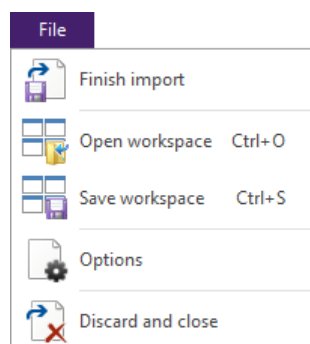 File
Finish import
Open workspace Ctrl+O
Save workspace Ctrl+S
Options
Discard and close